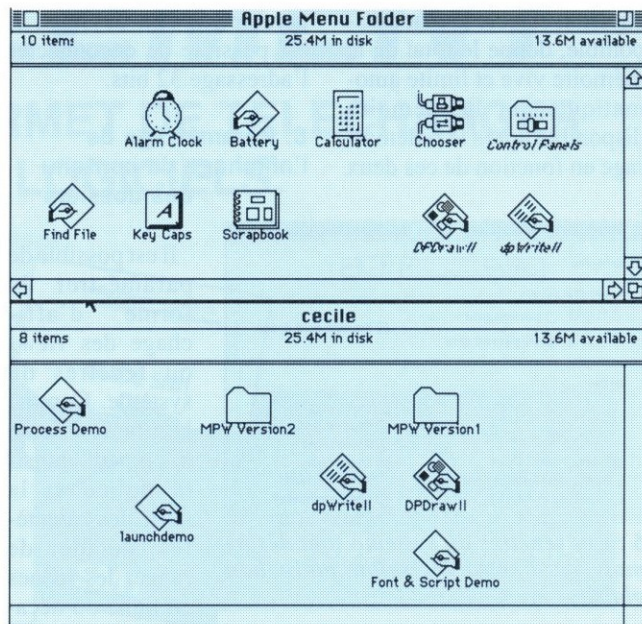 Apple Menu Folder
10 items 25.4M in disk 13.6M available
Alarm Clock Battery Calculator Chooser Control Panels
Find File Key Caps Scrapbook DPDrawII dpWriteII
cecile
8 items 25.4M in disk 13.6M available
Process Demo MPW Version2 MPW Version1
dpWriteII DPDrawII
launchdemo
Font & Script Demo